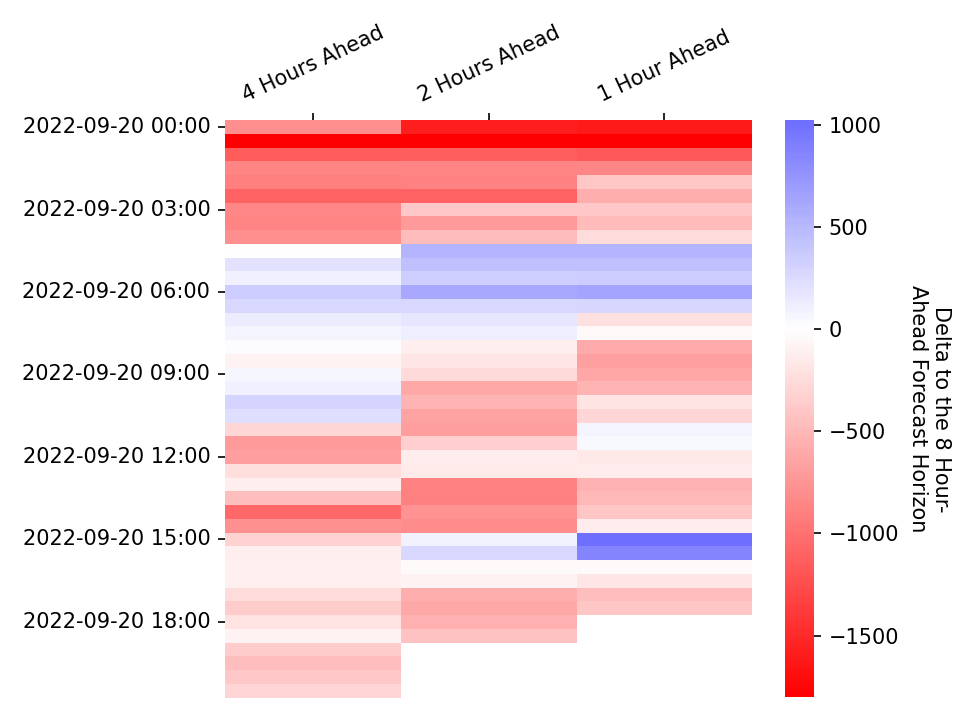 4 Hours Ahead
2 Hours Ahead
1 Hour Ahead
2022-09-20 00:00
2022-09-20 03:00
2022-09-20 06:00
2022-09-20 09:00
2022-09-20 12:00
2022-09-20 15:00
2022-09-20 18:00
1000
500
0
−500
−1000
−1500
Delta to the 8 Hour-
Ahead Forecast Horizon